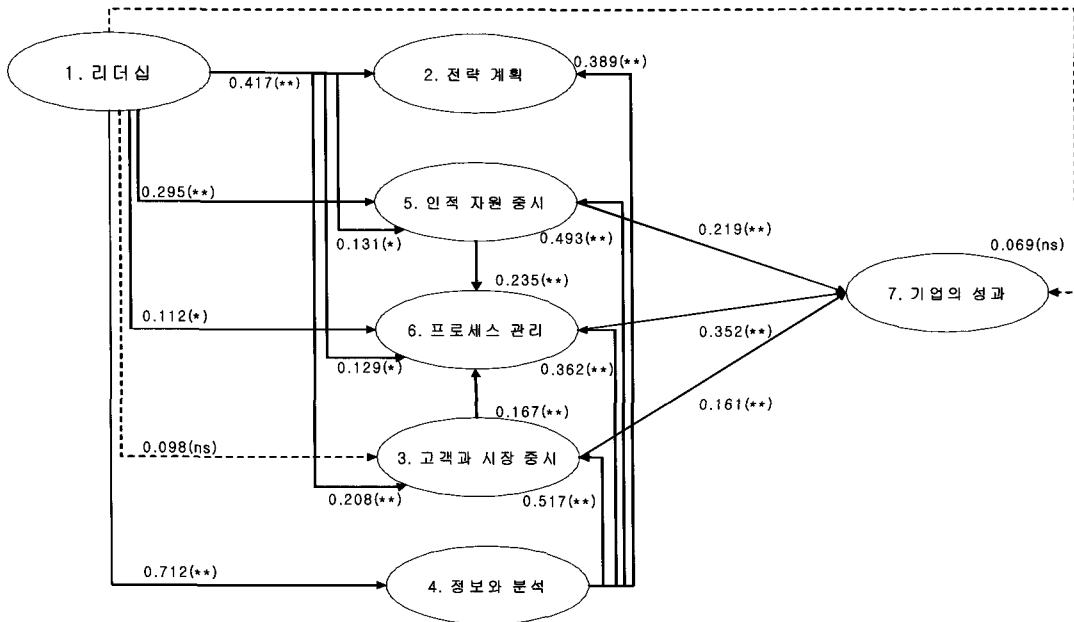 1. 리더십
0.417(**)
2. 전략 계획
0.389(**)
0.295(**)
5. 인적 자원 중시
0.131(*)
0.493(**)
0.219(**)
0.235(**)
0.069(ns)
7. 기업의 성과
0.112(*)
6. 프로세스 관리
0.352(**)
0.129(*)
0.362(**)
0.167(**)
0.161(**)
0.098(ns)
3. 고객과 시장 중시
0.208(**)
0.517(**)
0.712(**)
4. 정보와 분석